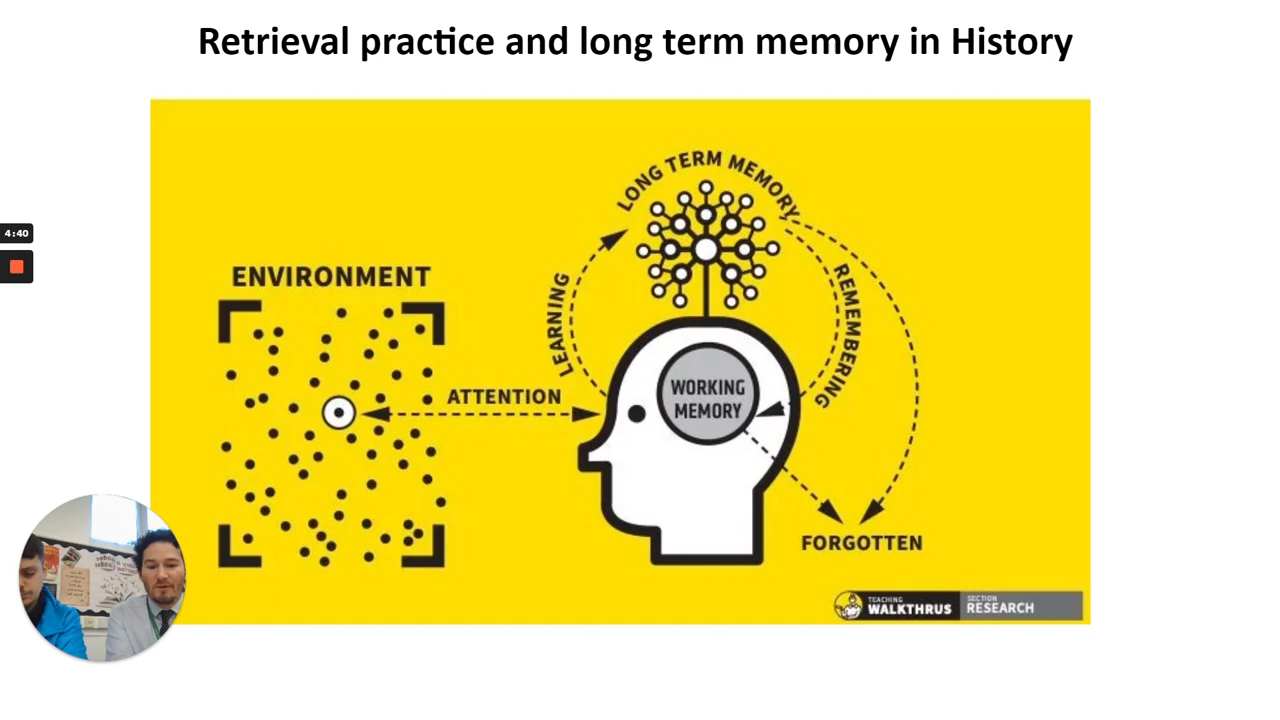 Retrieval practice and long term memory in History
LONG TERM MEMORY
4:40
ENVIRONMENT
LEARNING
REMEMBERING
ATTENTION
WORKING
MEMORY
FORGOTTEN
TEACHING
WALKTHRUS
SECTION
RESEARCH